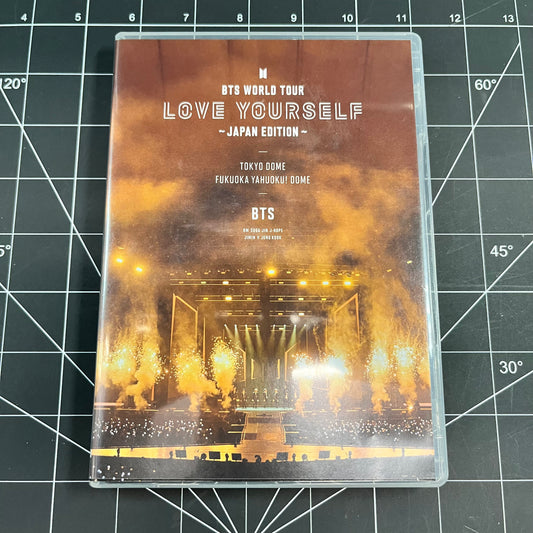 4 5 6 7 8 9 10 11 12 13
BTS WORLD TOUR
LOVE YOURSELF
~JAPAN EDITION~
TOKYO DOME
FUKUOKA YAHUOKU! DOME
BTS
RM SUGA JIN J-HOPE
JIMIN V JUNG KOOK
120°
60°
45°
30°